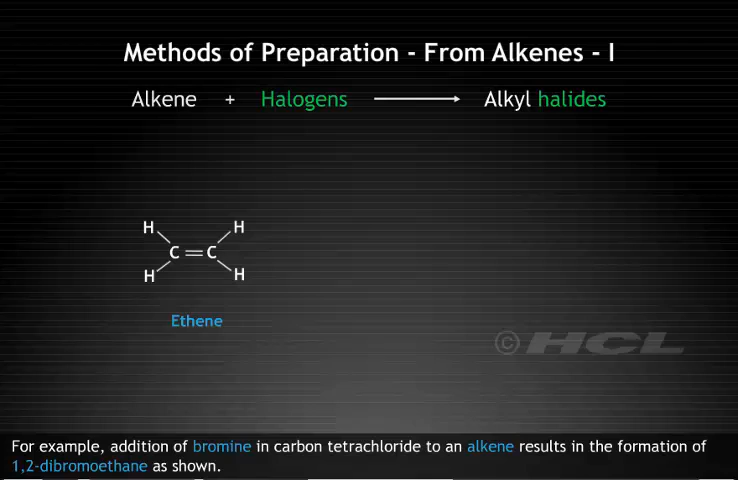 Methods of Preparation - From Alkenes - I
Alkene + Halogens ⟶ Alkyl halides
H H
C = C
H H
Ethene
© HCL
For example, addition of bromine in carbon tetrachloride to an alkene results in the formation of
1,2-dibromoethane as shown.